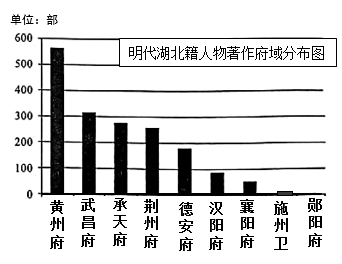 单位：部
明代湖北籍人物著作府域分布图
600
500
400
300
200
100
0
黄州府
武昌府
承天府
荆州府
德安府
汉阳府
襄阳府
施州卫
郧阳府